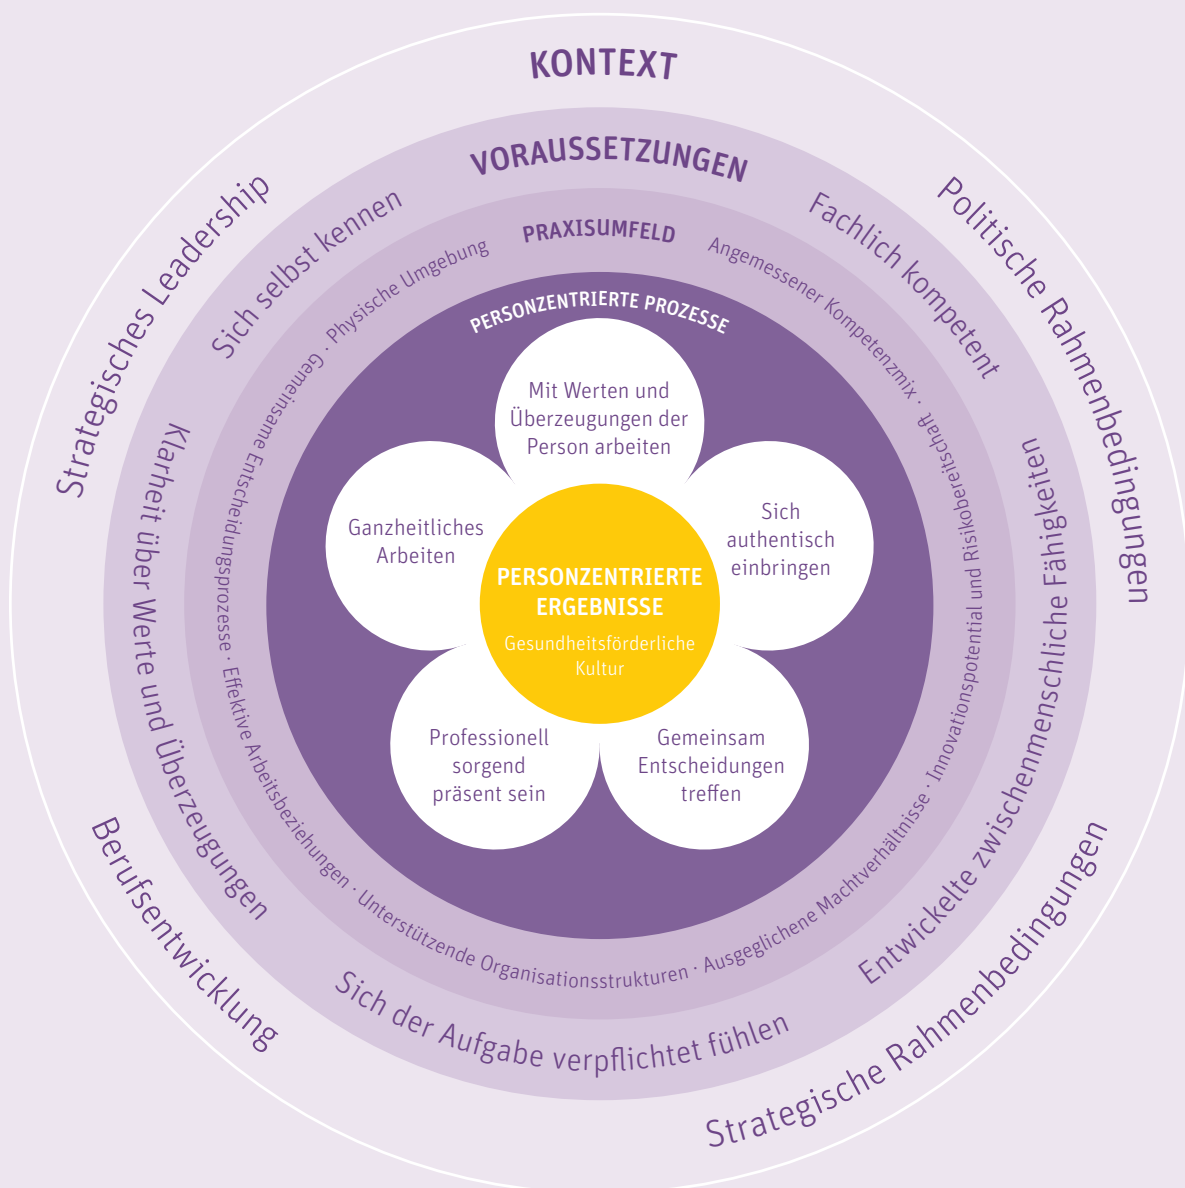 KONTEXT
Politische Rahmenbedingungen
Strategische Rahmenbedingungen
Berufsentwicklung
Strategisches Leadership
VORAUSSETZUNGEN
Fachlich kompetent
Entwickelte zwischenmenschliche Fähigkeiten
Sich der Aufgabe verpflichtet fühlen
Klarheit über Werte und Überzeugungen
Sich selbst kennen
PRAXISUMFELD
Angemessener Kompetenzmix · Innovationspotential und Risikobereitschaft
Effektive Arbeitsbeziehungen · Unterstützende Organisationsstrukturen · Ausgeglichene Machtverhältnisse ·
Gemeinsame Entscheidungsprozesse ·
· Physische Umgebung
PERSONZENTRIERTE PROZESSE
Mit Werten und
Überzeugungen der
Person arbeiten
Sich
authentisch
einbringen
Gemeinsam
Entscheidungen
treffen
Professionell
sorgend
präsent sein
Ganzheitliches
Arbeiten
PERSONZENTRIERTE
ERGEBNISSE
Gesundheitsförderliche
Kultur